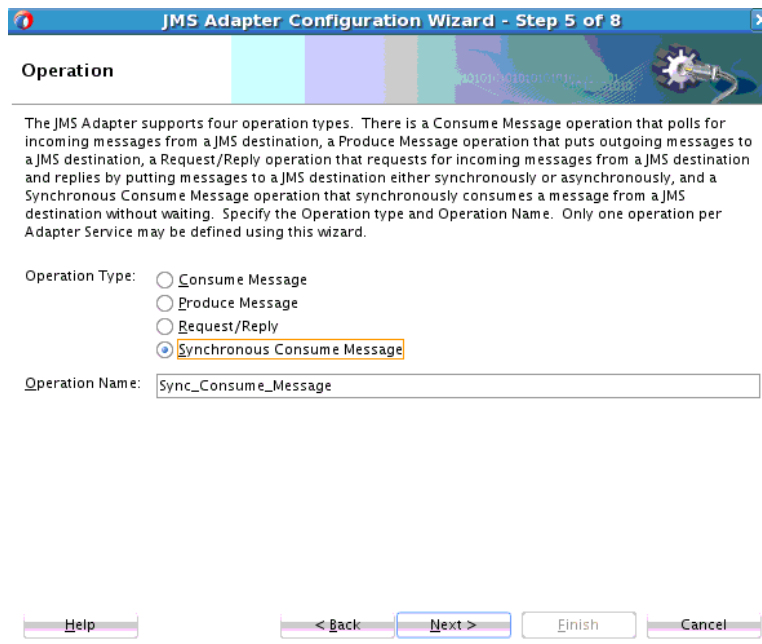 JMS Adapter Configuration Wizard - Step 5 of 8
Operation
The JMS Adapter supports four operation types.  There is a Consume Message operation that polls for
incoming messages from a JMS destination, a Produce Message operation that puts outgoing messages to
a JMS destination, a Request/Reply operation that requests for incoming messages from a JMS destination
and replies by putting messages to a JMS destination either synchronously or asynchronously, and a
Synchronous Consume Message operation that synchronously consumes a message from a JMS
destination without waiting.  Specify the Operation type and Operation Name.  Only one operation per
Adapter Service may be defined using this wizard.
Operation Type:
Consume Message
Produce Message
Request/Reply
Synchronous Consume Message
Operation Name: Sync_Consume_Message
Help < Back Next > Finish Cancel